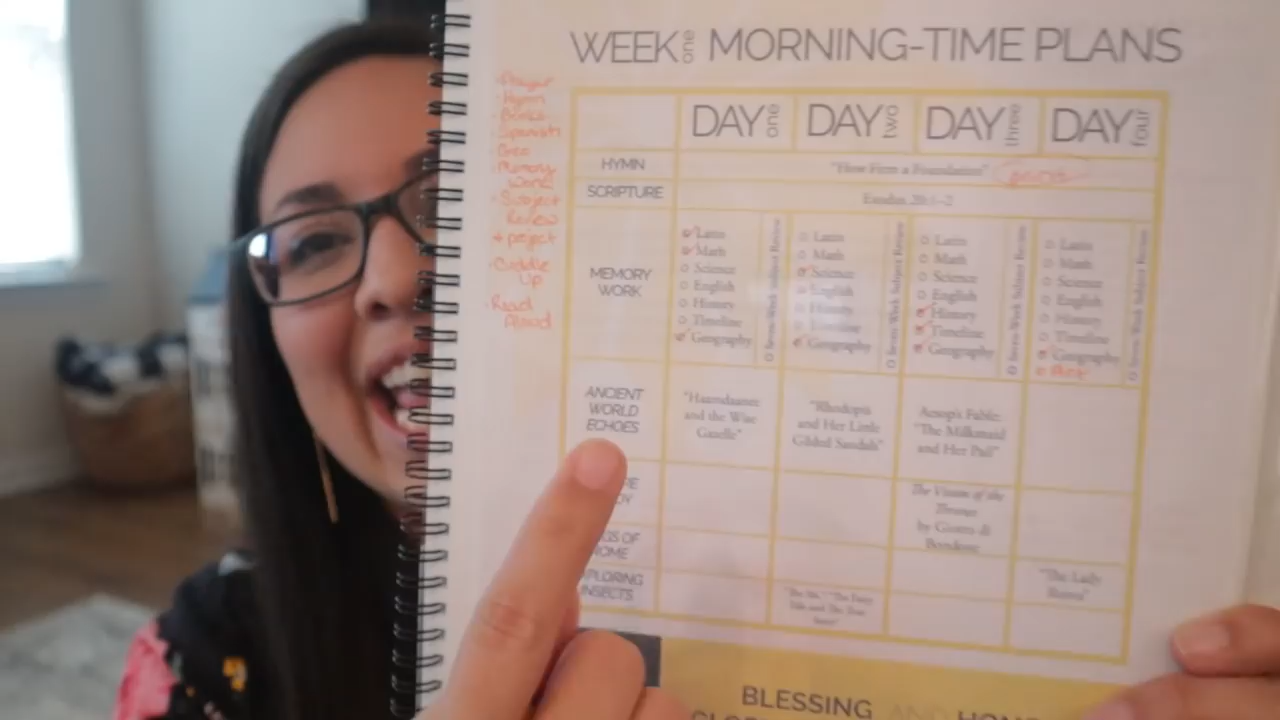 WEEK one MORNING-TIME PLANS
DAY one DAY two DAY three DAY four
HYMN "How Firm a Foundation"
SCRIPTURE Exodus 20:1-2
MEMORY WORK
Latin
Math
Science
English
History
Timeline
Geography
Seven-Week Subject Review
Latin
Math
Science
English
History
Timeline
Geography
Seven-Week Subject Review
Latin
Math
Science
English
History
Timeline
Geography
Seven-Week Subject Review
Latin
Math
Science
English
History
Timeline
Geography
Seven-Week Subject Review
ANCIENT
WORLD
ECHOES
and the Wise
Gazelle"
"Rhodopis
and Her Little
Gilded Sandals"
Aesop's Fable:
"The Milkmaid
and Her Pail"
The Vision of the
Thrones
by Giotto di
Bondone
"The Lady
- Prayer
- Hymn
- Spanish
- Memory
Work
- Subject
Review
+ project
- Cuddle
Up
- Read
Aloud
BLESSING AND